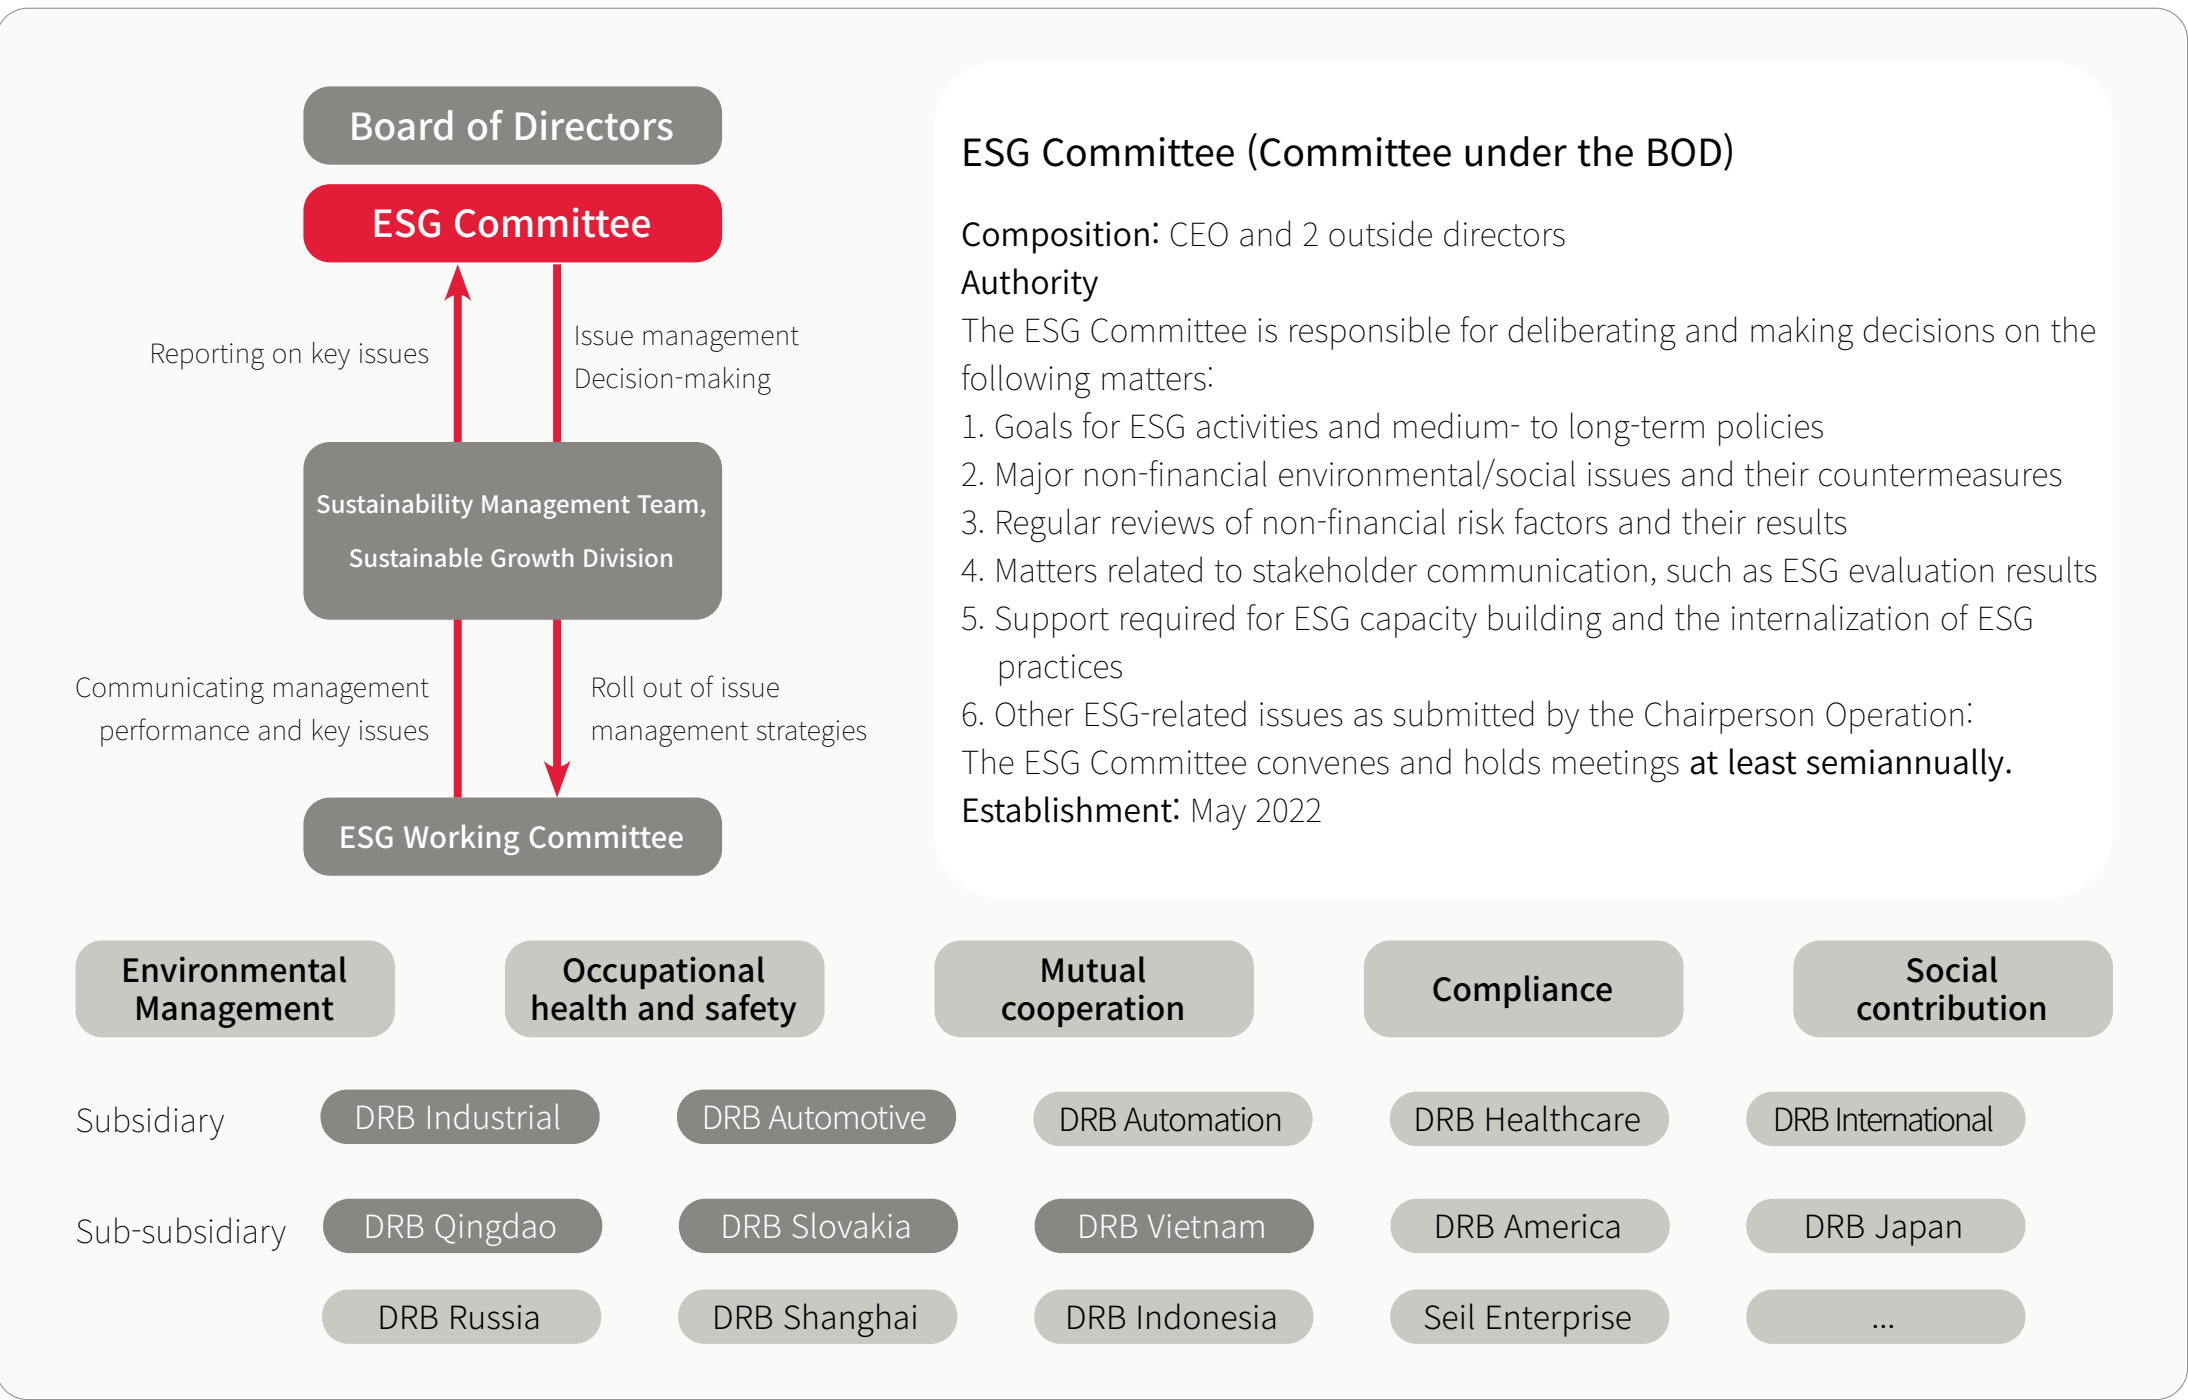 Board of Directors
ESG Committee
Reporting on key issues
Issue management
Decision-making
Sustainability Management Team,
Sustainable Growth Division
Communicating management
performance and key issues
Roll out of issue
management strategies
ESG Working Committee
ESG Committee (Committee under the BOD)
Composition: CEO and 2 outside directors
Authority
The ESG Committee is responsible for deliberating and making decisions on the
following matters:
1. Goals for ESG activities and medium- to long-term policies
2. Major non-financial environmental/social issues and their countermeasures
3. Regular reviews of non-financial risk factors and their results
4. Matters related to stakeholder communication, such as ESG evaluation results
5. Support required for ESG capacity building and the internalization of ESG
practices
6. Other ESG-related issues as submitted by the Chairperson Operation:
The ESG Committee convenes and holds meetings at least semiannually.
Establishment: May 2022
Environmental
Management
Occupational
health and safety
Mutual
cooperation
Compliance
Social
contribution
Subsidiary
DRB Industrial
DRB Automotive
DRB Automation
DRB Healthcare
DRB International
Sub-subsidiary
DRB Qingdao
DRB Slovakia
DRB Vietnam
DRB America
DRB Japan
DRB Russia
DRB Shanghai
DRB Indonesia
Seil Enterprise
...